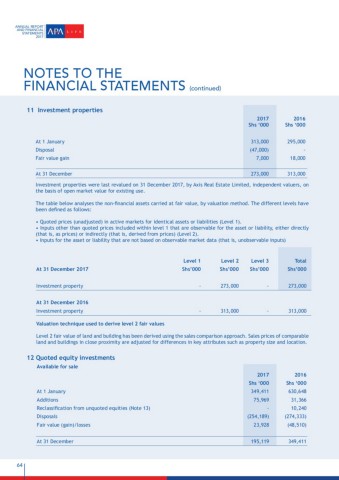 ANNUAL REPORT
AND FINANCIAL
STATEMENTS
2017
APA LIFE
NOTES TO THE
FINANCIAL STATEMENTS (continued)
11 Investment properties
2017 2016
Shs ‘000 Shs ‘000
At 1 January 313,000 295,000
Disposal (47,000) -
Fair value gain 7,000 18,000
At 31 December 273,000 313,000
Investment properties were last revalued on 31 December 2017, by Axis Real Estate Limited, independent valuers, on
the basis of open market value for existing use.
The table below analyses the non-financial assets carried at fair value, by valuation method. The different levels have
been defined as follows:
• Quoted prices (unadjusted) in active markets for identical assets or liabilities (Level 1).
• Inputs other than quoted prices included within level 1 that are observable for the asset or liability, either directly
(that is, as prices) or indirectly (that is, derived from prices) (Level 2).
• Inputs for the asset or liability that are not based on observable market data (that is, unobservable inputs)
Level 1 Level 2 Level 3 Total
At 31 December 2017 Shs’000 Shs’000 Shs’000 Shs’000
Investment property - 273,000 - 273,000
At 31 December 2016
Investment property - 313,000 - 313,000
Valuation technique used to derive level 2 fair values
Level 2 fair value of land and building has been derived using the sales comparison approach. Sales prices of comparable
land and buildings in close proximity are adjusted for differences in key attributes such as property size and location.
12 Quoted equity investments
Available for sale
2017 2016
Shs ‘000 Shs ‘000
At 1 January 349,411 630,648
Additions 75,969 31,366
Reclassification from unquoted equities (Note 13) - 10,240
Disposals (254,189) (274,333)
Fair value (gain)/losses 23,928 (48,510)
At 31 December 195,119 349,411
64